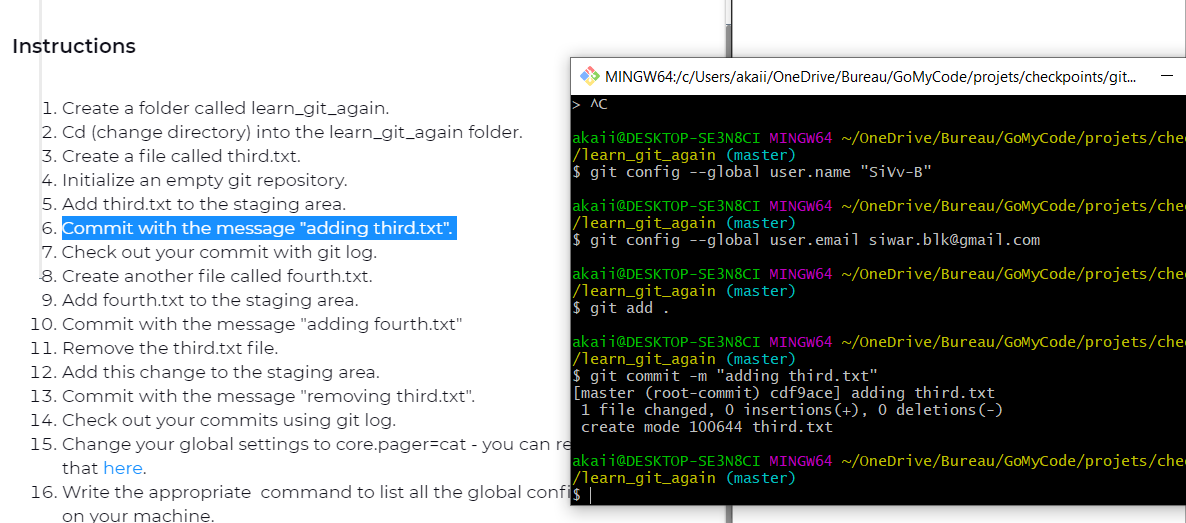 Instructions
1. Create a folder called learn_git_again.
2. Cd (change directory) into the learn_git_again folder.
3. Create a file called third.txt.
4. Initialize an empty git repository.
5. Add third.txt to the staging area.
6. Commit with the message "adding third.txt".
7. Check out your commit with git log.
8. Create another file called fourth.txt.
9. Add fourth.txt to the staging area.
10. Commit with the message "adding fourth.txt"
11. Remove the third.txt file.
12. Add this change to the staging area.
13. Commit with the message "removing third.txt".
14. Check out your commits using git log.
15. Change your global settings to core.pager=cat - you can re
that here.
16. Write the appropriate command to list all the global confi
on your machine.
MINGW64:/c/Users/akaii/OneDrive/Bureau/GoMyCode/projets/checkpoints/git...
> ^C
akaii@DESKTOP-SE3N8CI MINGW64 ~/OneDrive/Bureau/GoMyCode/projets/chec
/learn_git_again (master)
$ git config --global user.name "SiVv-B"
akaii@DESKTOP-SE3N8CI MINGW64 ~/OneDrive/Bureau/GoMyCode/projets/chec
/learn_git_again (master)
$ git config --global user.email siwar.blk@gmail.com
akaii@DESKTOP-SE3N8CI MINGW64 ~/OneDrive/Bureau/GoMyCode/projets/chec
/learn_git_again (master)
$ git add .
akaii@DESKTOP-SE3N8CI MINGW64 ~/OneDrive/Bureau/GoMyCode/projets/chec
/learn_git_again (master)
$ git commit -m "adding third.txt"
[master (root-commit) cdf9ace] adding third.txt
1 file changed, 0 insertions(+), 0 deletions(-)
create mode 100644 third.txt
akaii@DESKTOP-SE3N8CI MINGW64 ~/OneDrive/Bureau/GoMyCode/projets/chec
/learn_git_again (master)
$